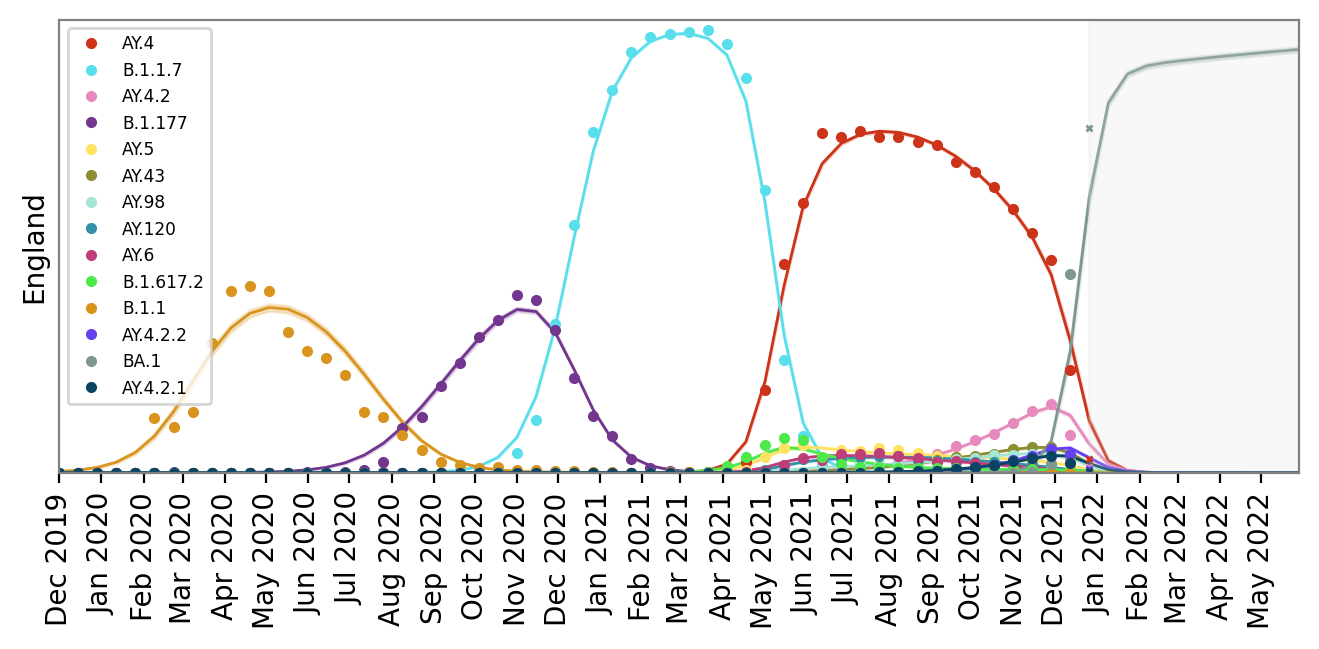 England
AY.4
B.1.1.7
AY.4.2
B.1.177
AY.5
AY.43
AY.98
AY.120
AY.6
B.1.617.2
B.1.1
AY.4.2.2
BA.1
AY.4.2.1
Dec 2019
Jan 2020
Feb 2020
Mar 2020
Apr 2020
May 2020
Jun 2020
Jul 2020
Aug 2020
Sep 2020
Oct 2020
Nov 2020
Dec 2020
Jan 2021
Feb 2021
Mar 2021
Apr 2021
May 2021
Jun 2021
Jul 2021
Aug 2021
Sep 2021
Oct 2021
Nov 2021
Dec 2021
Jan 2022
Feb 2022
Mar 2022
Apr 2022
May 2022